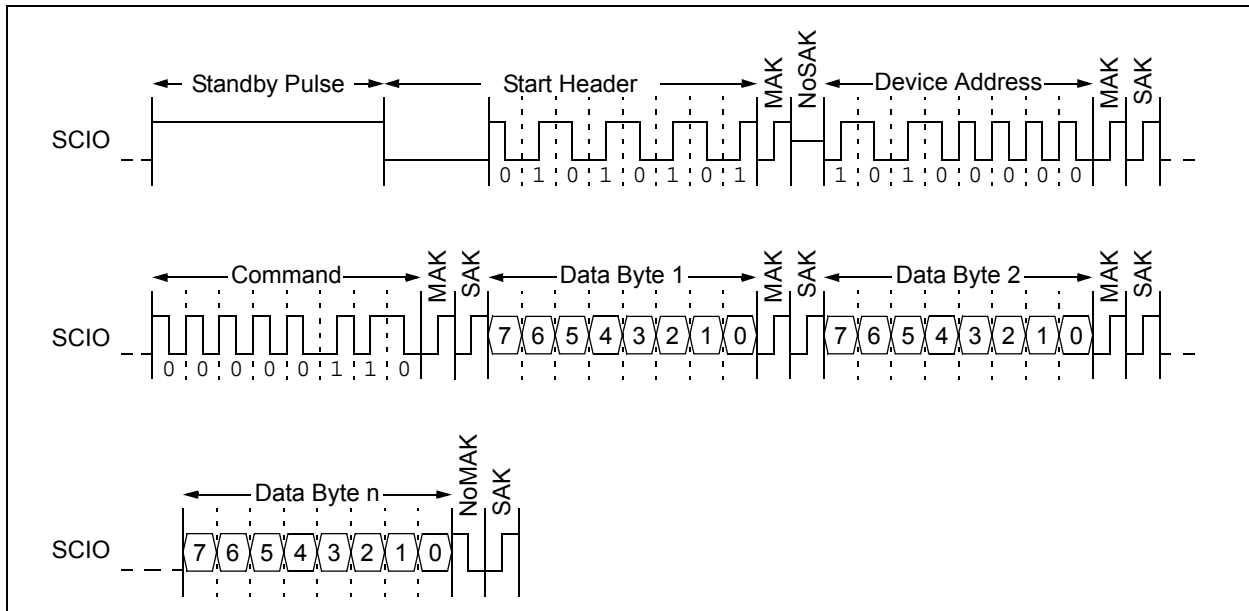 Standby Pulse Start Header MAK NoSAK Device Address MAK SAK
SCIO
0 1 0 1 0 1 0 1 1 0 1 0 0 0 0 0
Command MAK SAK Data Byte 1 MAK SAK Data Byte 2 MAK SAK
SCIO 7 6 5 4 3 2 1 0 7 6 5 4 3 2 1 0
0 0 0 0 0 1 1 0
Data Byte n NoMAK SAK
SCIO 7 6 5 4 3 2 1 0